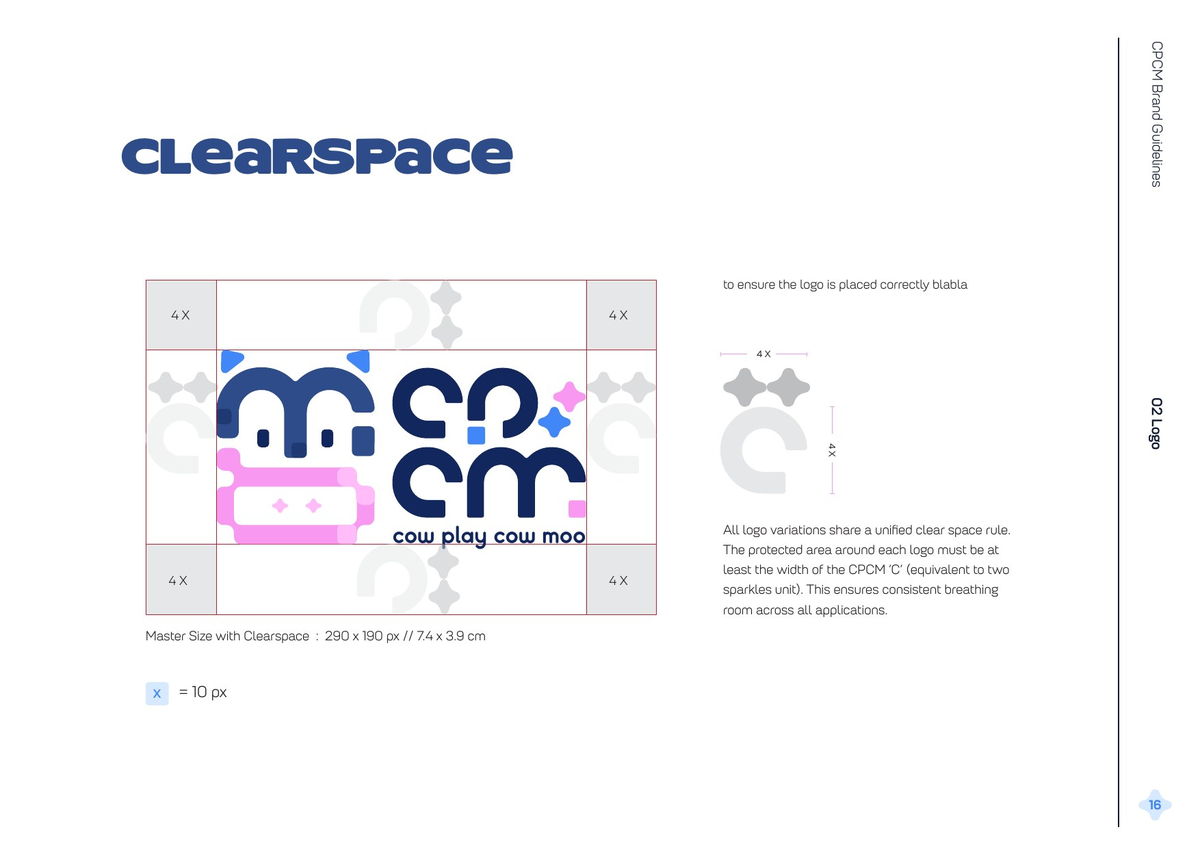 CPCM Brand Guidelines
CLeaRSPace
4 X
4 X
to ensure the logo is placed correctly blabla
4 X
cp
cm
cow play cow moo
4 X
4 X
4 X
All logo variations share a unified clear space rule.
The protected area around each logo must be at
least the width of the CPCM ‘C’ (equivalent to two
sparkles unit). This ensures consistent breathing
room across all applications.
Master Size with Clearspace : 290 x 190 px // 7.4 x 3.9 cm
x = 10 px
02 Logo
16